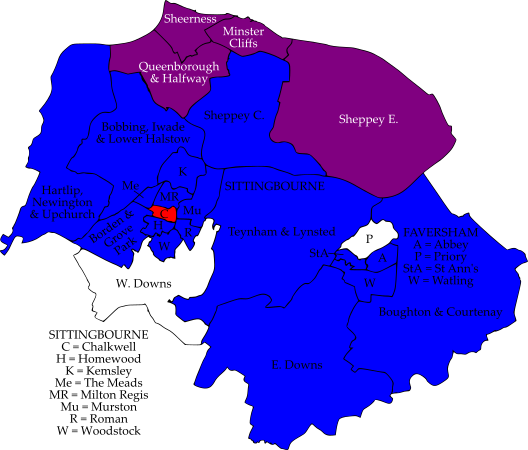 Sheerness
Minster
Cliffs
Queenborough
& Halfway
Sheppey C.
Sheppey E.
Bobbing, Iwade
& Lower Halstow
K
Me
MR
SITTINGBOURNE
Hartlip,
Newington
& Upchurch
C
Mu
Borden &
Grove
Park
H
R
W
Teynham & Lynsted
P
StA
A
W
FAVERSHAM
A = Abbey
P = Priory
StA = St Ann's
W = Watling
W. Downs
Boughton & Courtenay
E. Downs
SITTINGBOURNE
C = Chalkwell
H = Homewood
K = Kemsley
Me = The Meads
MR = Milton Regis
Mu = Murston
R = Roman
W = Woodstock